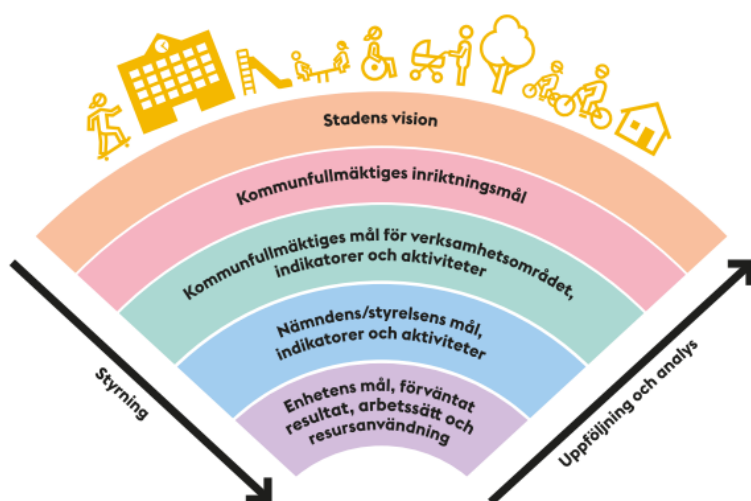 Stadens vision
Kommunfullmäktiges inriktningsmål
Kommunfullmäktiges mål för verksamhetsområdet,
indikatorer och aktiviteter
Nämndens/styrelsens mål,
indikatorer och aktiviteter
Enhetens mål, förväntat
resultat, arbetssätt och
resursanvändning
Styrning
Uppföljning och analys